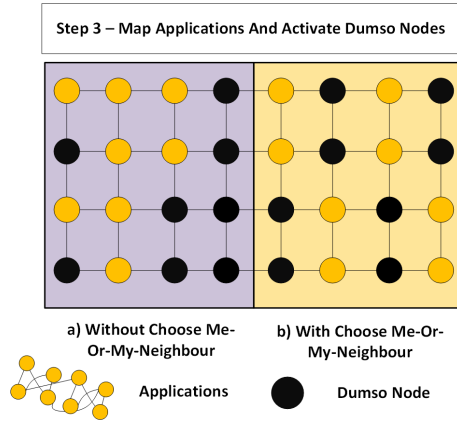 Step 3 – Map Applications And Activate Dumso Nodes
a) Without Choose Me-
Or-My-Neighbour
b) With Choose Me-Or-
My-Neighbour
Applications
Dumso Node